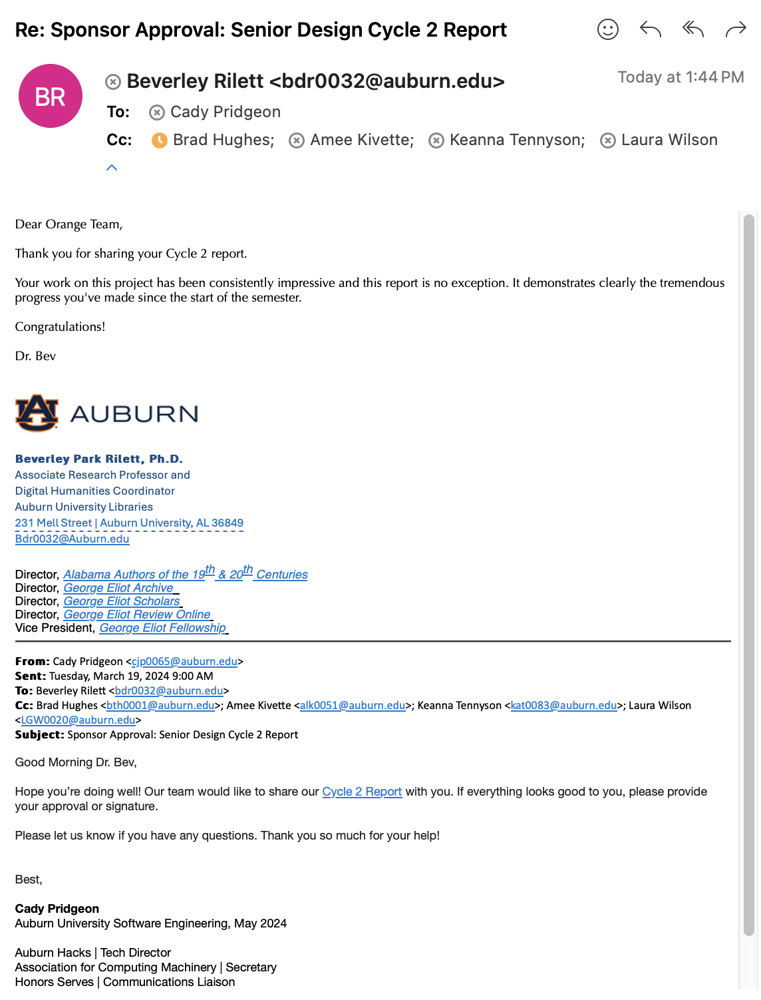 Re: Sponsor Approval: Senior Design Cycle 2 Report
BR
Beverley Rilett <bdr0032@auburn.edu>
Today at 1:44 PM
To: Cady Pridgeon
Cc: Brad Hughes; Amee Kivette; Keanna Tennyson; Laura Wilson
Dear Orange Team,
Thank you for sharing your Cycle 2 report.
Your work on this project has been consistently impressive and this report is no exception. It demonstrates clearly the tremendous
progress you've made since the start of the semester.
Congratulations!
Dr. Bev
AU AUBURN
Beverley Park Rilett, Ph.D.
Associate Research Professor and
Digital Humanities Coordinator
Auburn University Libraries
231 Mell Street | Auburn University, AL 36849
Bdr0032@Auburn.edu
Director, Alabama Authors of the 19th & 20th Centuries
Director, George Eliot Archive
Director, George Eliot Scholars
Director, George Eliot Review Online
Vice President, George Eliot Fellowship
From: Cady Pridgeon <cjp0065@auburn.edu>
Sent: Tuesday, March 19, 2024 9:00 AM
To: Beverley Rilett <bdr0032@auburn.edu>
Cc: Brad Hughes <bth0001@auburn.edu>; Amee Kivette <alk0051@auburn.edu>; Keanna Tennyson <kat0083@auburn.edu>; Laura Wilson
<LGW0020@auburn.edu>
Subject: Sponsor Approval: Senior Design Cycle 2 Report
Good Morning Dr. Bev,
Hope you’re doing well! Our team would like to share our Cycle 2 Report with you. If everything looks good to you, please provide
your approval or signature.
Please let us know if you have any questions. Thank you so much for your help!
Best,
Cady Pridgeon
Auburn University Software Engineering, May 2024
Auburn Hacks | Tech Director
Association for Computing Machinery | Secretary
Honors Serves | Communications Liaison